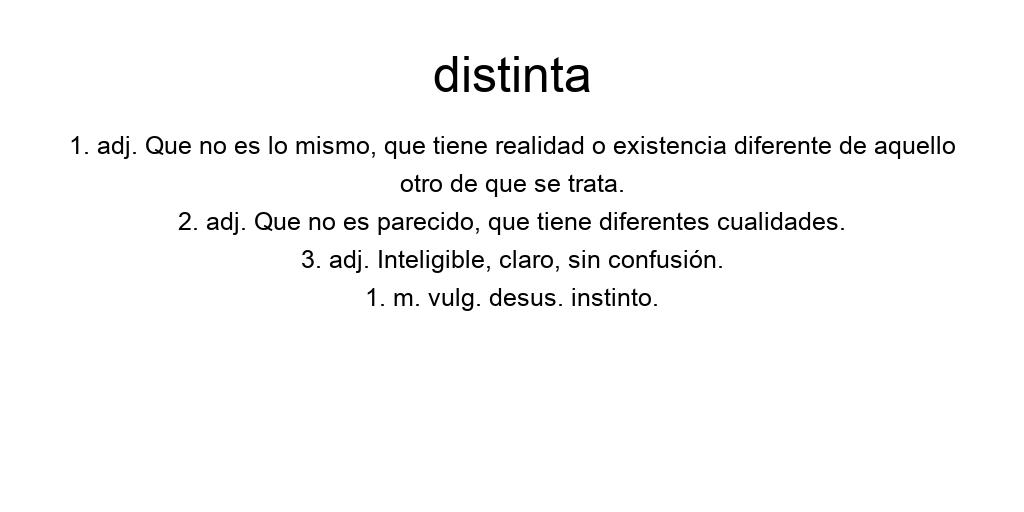 distinta
1. adj. Que no es lo mismo, que tiene realidad o existencia diferente de aquello
otro de que se trata.
2. adj. Que no es parecido, que tiene diferentes cualidades.
3. adj. Inteligible, claro, sin confusión.
1. m. vulg. desus. instinto.